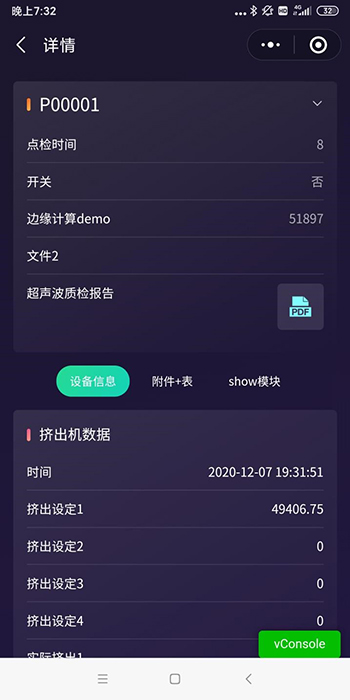 晚上7:32
HD
4G
32
详情
P00001
点检时间 8
开关 否
边缘计算demo 51897
文件2
超声波质检报告
PDF
设备信息 附件+表 show模块
挤出机数据
时间 2020-12-07 19:31:51
挤出设定1 49406.75
挤出设定2 0
挤出设定3 0
挤出设定4 0
实际挤出1
vConsole